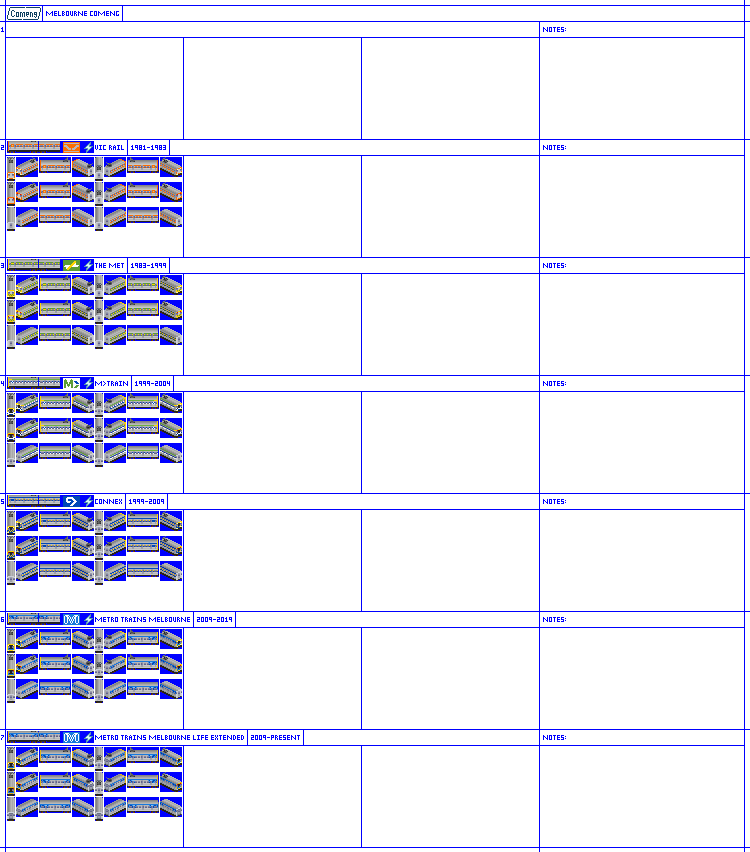 Comeng MELBOURNE COMENG
1 NOTES:
2 VIC RAIL 1981-1983 NOTES:
3 THE MET 1983-1999 NOTES:
4 M> M>TRAIN 1999-2004 NOTES:
5 CONNEX 1999-2009 NOTES:
6 M METRO TRAINS MELBOURNE 2009-2019 NOTES:
7 M METRO TRAINS MELBOURNE LIFE EXTENDED 2009-PRESENT NOTES: